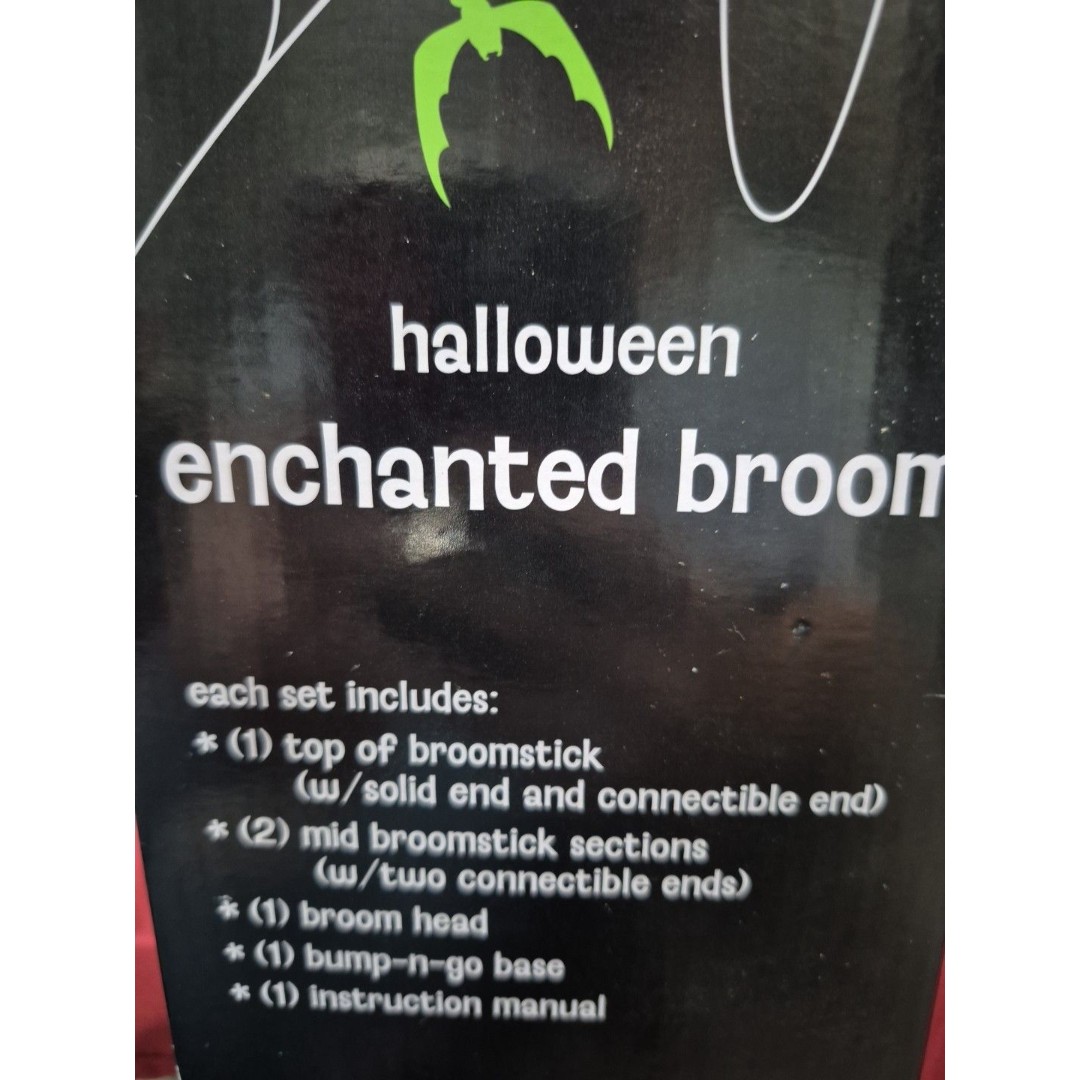 halloween
enchanted broom
each set includes:
* (1) top of broomstick
(w/solid end and connectible end)
* (2) mid broomstick sections
(w/two connectible ends)
* (1) broom head
* (1) bump-n-go base
* (1) instruction manual